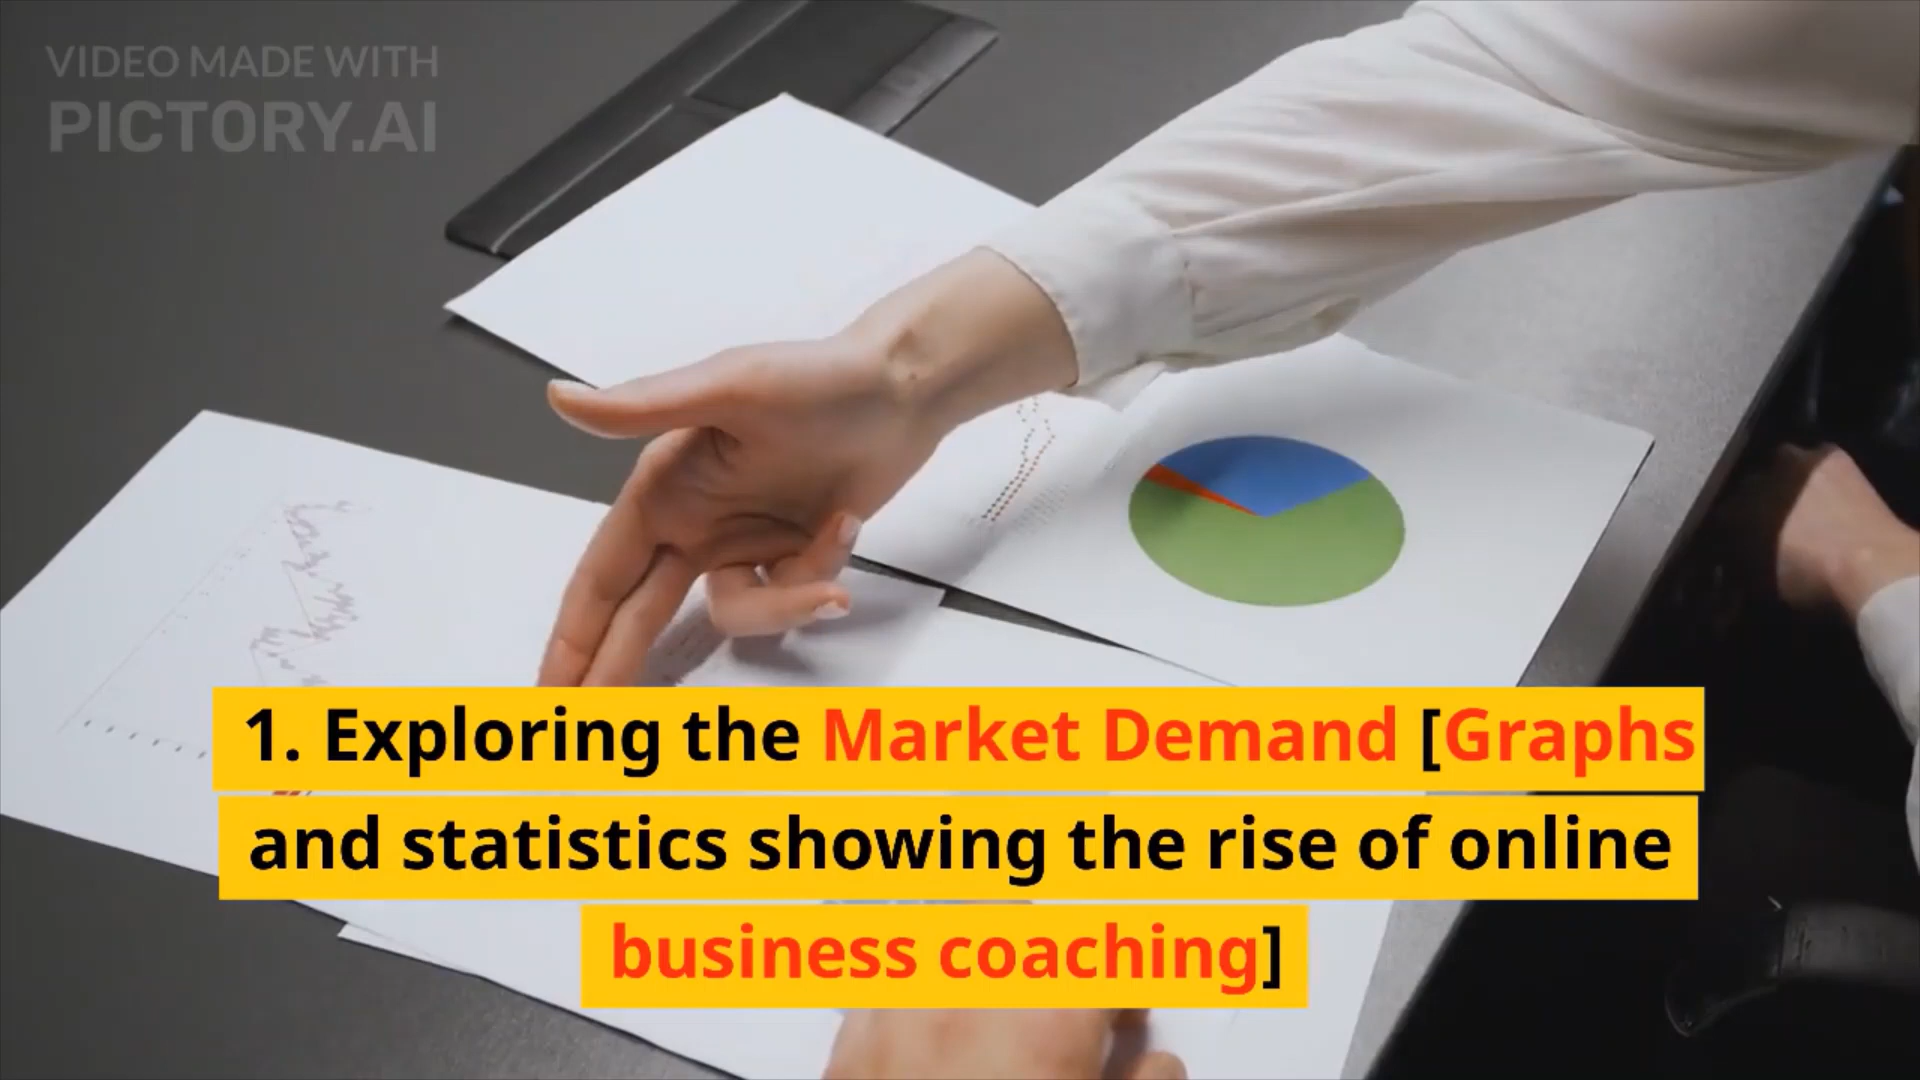 VIDEO MADE WITH
PICTORY.AI
1. Exploring the Market Demand [Graphs
and statistics showing the rise of online
business coaching]